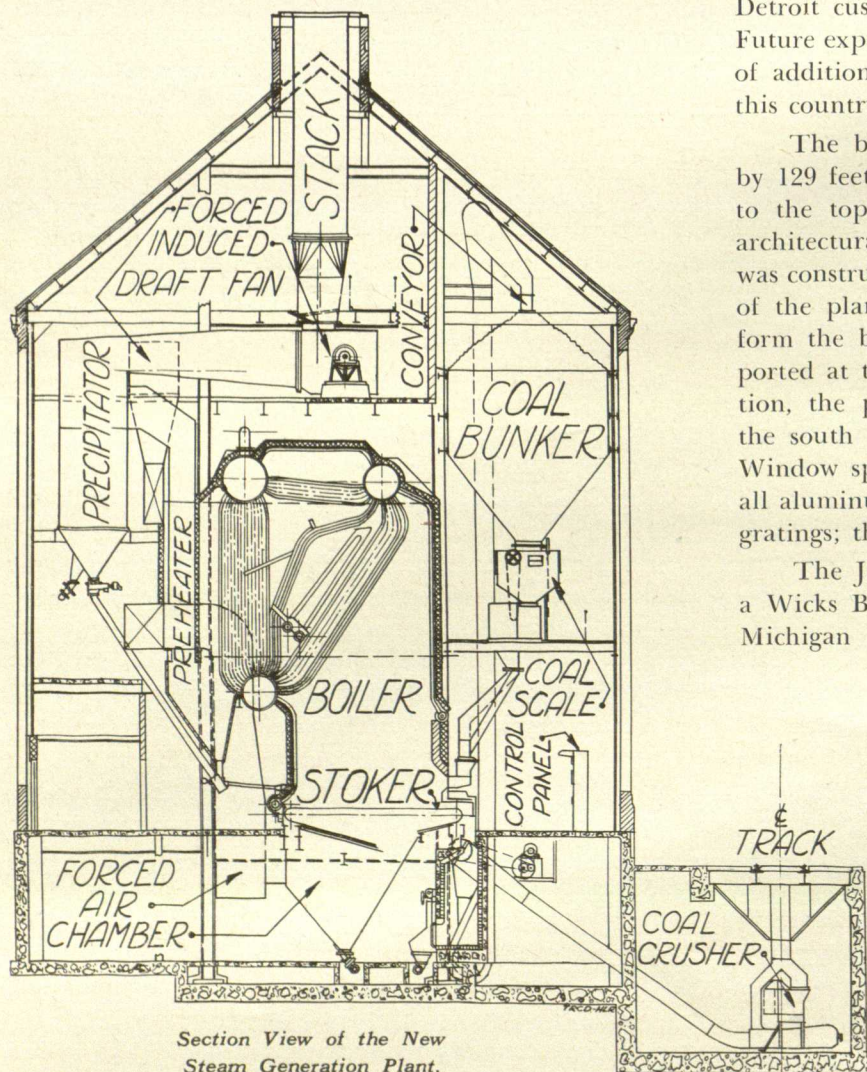 STACK
FORCED
INDUCED
DRAFT FAN
CONVEYOR
PRECIPITATOR
COAL
BUNKER
PREHEATER
BOILER
COAL
SCALE
CONTROL
PANEL
STOKER
FORCED
AIR
CHAMBER
℄
TRACK
COAL
CRUSHER
Section View of the New
Steam Generation Plant.
Detroit cus
Future exp
of addition
this countr
The b
by 129 feet
to the top
architectura
was constru
of the plan
form the b
ported at t
tion, the p
the south
Window sp
all aluminu
gratings; th
The J
a Wicks B
Michigan